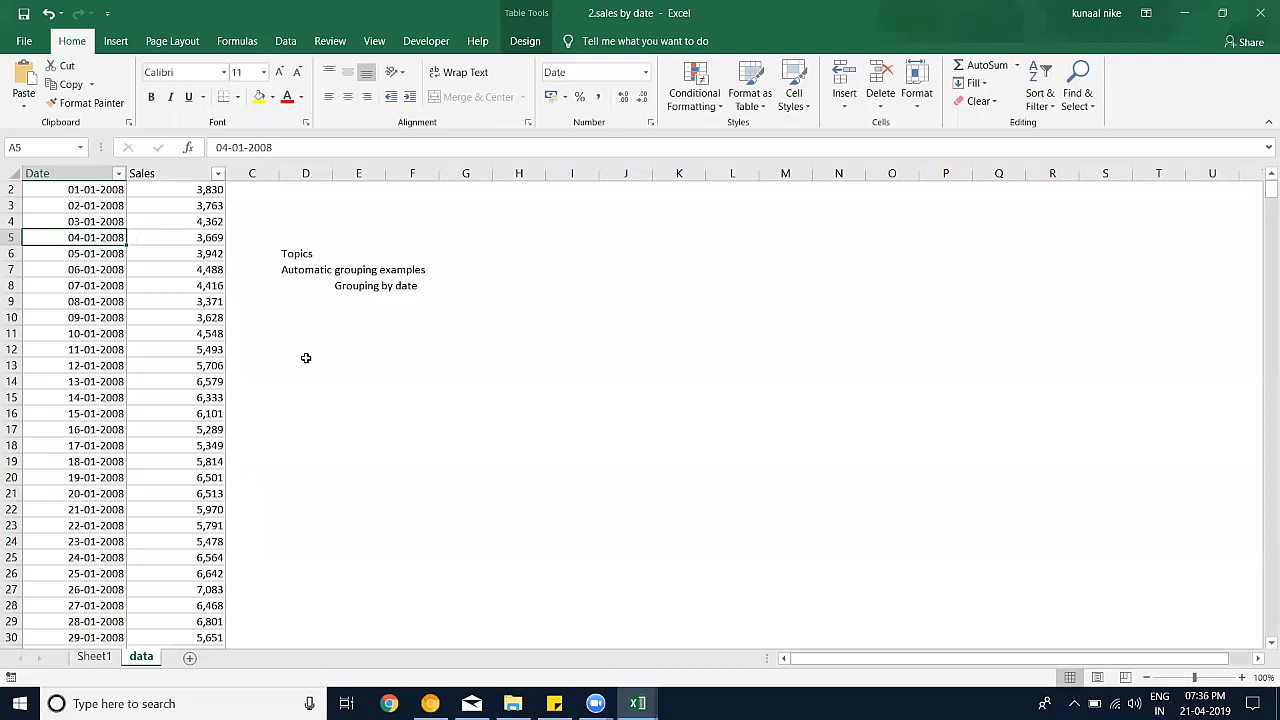 Table Tools
2.sales by date - Excel
kunaal nike
File Home Insert Page Layout Formulas Data Review View Developer Help Design Tell me what you want to do Share
Paste
Cut
Copy
Format Painter
Clipboard
Calibri 11
B I U
Font
Wrap Text
Merge & Center
Alignment
Date
Number
Conditional Formatting
Format as Table
Cell Styles
Styles
Insert Delete Format
Cells
AutoSum
Fill
Clear
Sort & Filter
Find & Select
Editing
A5 fx 04-01-2008
Date Sales C D E F G H I J K L M N O P Q R S T U
2 01-01-2008 3,830
3 02-01-2008 3,763
4 03-01-2008 4,362
5 04-01-2008 3,669
6 05-01-2008 3,942 Topics
7 06-01-2008 4,488 Automatic grouping examples
8 07-01-2008 4,416 Grouping by date
9 08-01-2008 3,371
10 09-01-2008 3,628
11 10-01-2008 4,548
12 11-01-2008 5,493
13 12-01-2008 5,706
14 13-01-2008 6,579
15 14-01-2008 6,333
16 15-01-2008 6,101
17 16-01-2008 5,289
18 17-01-2008 5,349
19 18-01-2008 5,814
20 19-01-2008 6,501
21 20-01-2008 6,513
22 21-01-2008 5,970
23 22-01-2008 5,791
24 23-01-2008 5,478
25 24-01-2008 6,564
26 25-01-2008 6,642
27 26-01-2008 7,083
28 27-01-2008 6,468
29 28-01-2008 6,801
30 29-01-2008 5,651
Sheet1 data
100%
Type here to search
ENG
IN
07:36 PM
21-04-2019